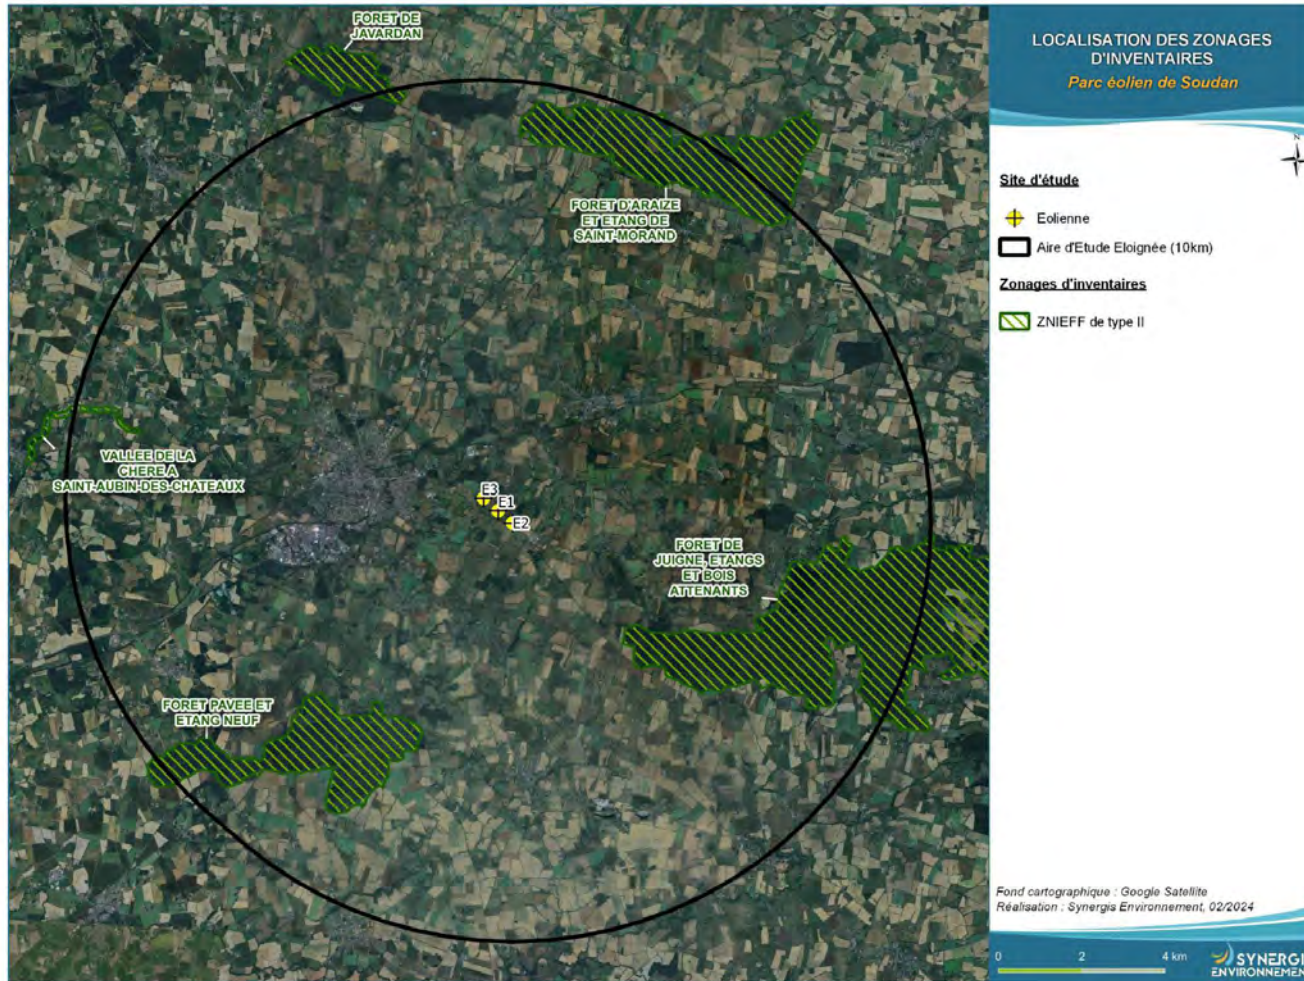 FORET DE
JAVARDAN
FORET D'ARAIZE
ET ETANG DE
SAINT-MORAND
VALLEE DE LA
CHERE A
SAINT-AUBIN-DES-CHATEAUX
E3
E1
E2
FORET DE
JUIGNE, ETANGS
ET BOIS
ATTENANTS
FORET PAVEE ET
ETANG NEUF
LOCALISATION DES ZONAGES
D'INVENTAIRES
Parc éolien de Soudan
N
Site d'étude
Eolienne
Aire d'Etude Eloignée (10km)
Zonages d'inventaires
ZNIEFF de type II
Fond cartographique : Google Satellite
Réalisation : Synergis Environnement, 02/2024
0 2 4 km
SYNERGI
ENVIRONNEMEN